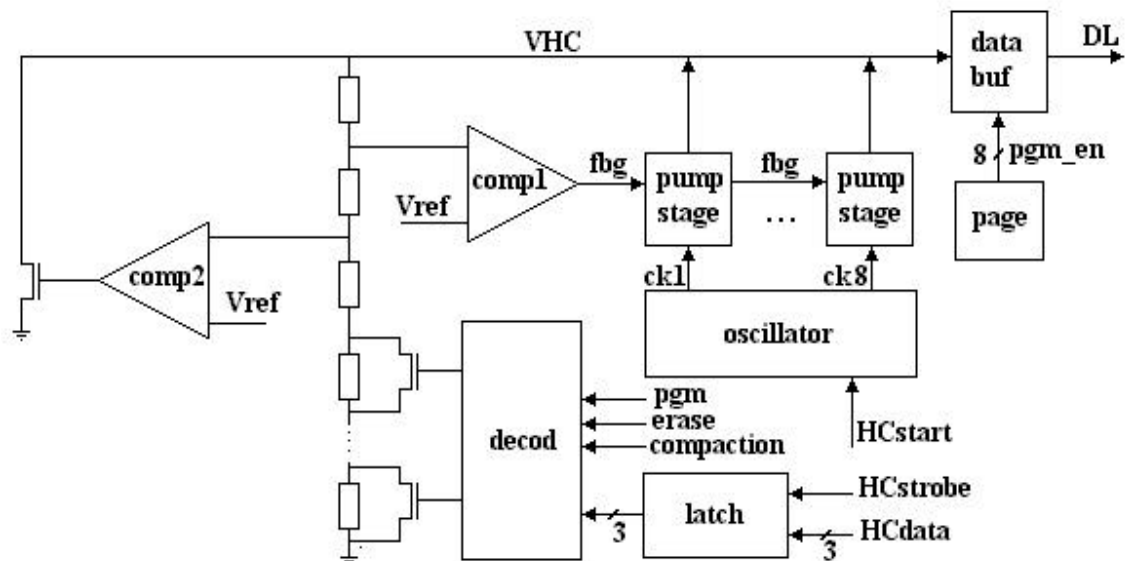 VHC
data
buf
DL
8
pgm_en
page
comp1
Vref
fbg
pump
stage
fbg
...
pump
stage
comp2
Vref
ck1
ck8
oscillator
HCstart
decod
pgm
erase
compaction
3
latch
HCstrobe
HCdata
3